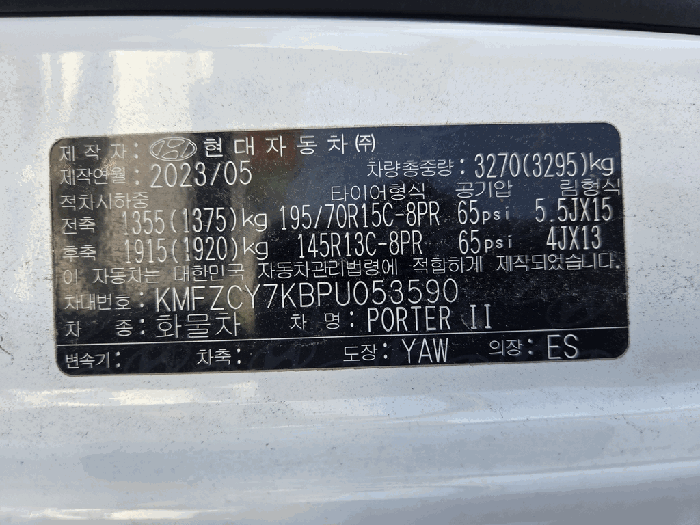 제작자: 현대자동차㈜
제작연월: 2023/05 차량총중량: 3270(3295)kg
적차시하중 타이어형식 공기압 림형식
전축 1355(1375)kg 195/70R15C-8PR 65psi 5.5JX15
후축 1915(1920)kg 145R13C-8PR 65psi 4JX13
이 자동차는 대한민국 자동차관리법령에 적합하게 제작되었습니다.
차대번호: KMFZCY7KBPU053590
차 종: 화물차 차 명: PORTER II
변속기: 차축: 도장: YAW 의장: ES